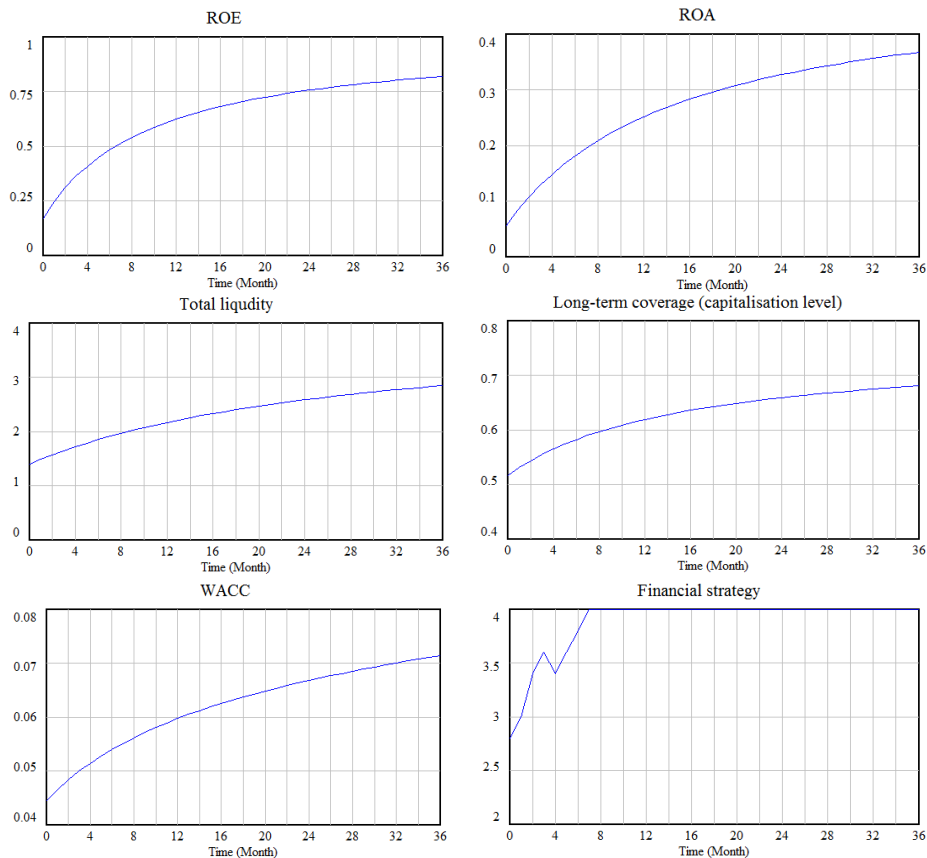 ROE
1
0.75
0.5
0.25
0
0 4 8 12 16 20 24 28 32 36
Time (Month)
ROA
0.4
0.3
0.2
0.1
0
0 4 8 12 16 20 24 28 32 36
Time (Month)
Total liqudity
4
3
2
1
0
0 4 8 12 16 20 24 28 32 36
Time (Month)
Long-term coverage (capitalisation level)
0.8
0.7
0.6
0.5
0.4
0 4 8 12 16 20 24 28 32 36
Time (Month)
WACC
0.08
0.07
0.06
0.05
0.04
0 4 8 12 16 20 24 28 32 36
Time (Month)
Financial strategy
4
3.5
3
2.5
2
0 4 8 12 16 20 24 28 32 36
Time (Month)